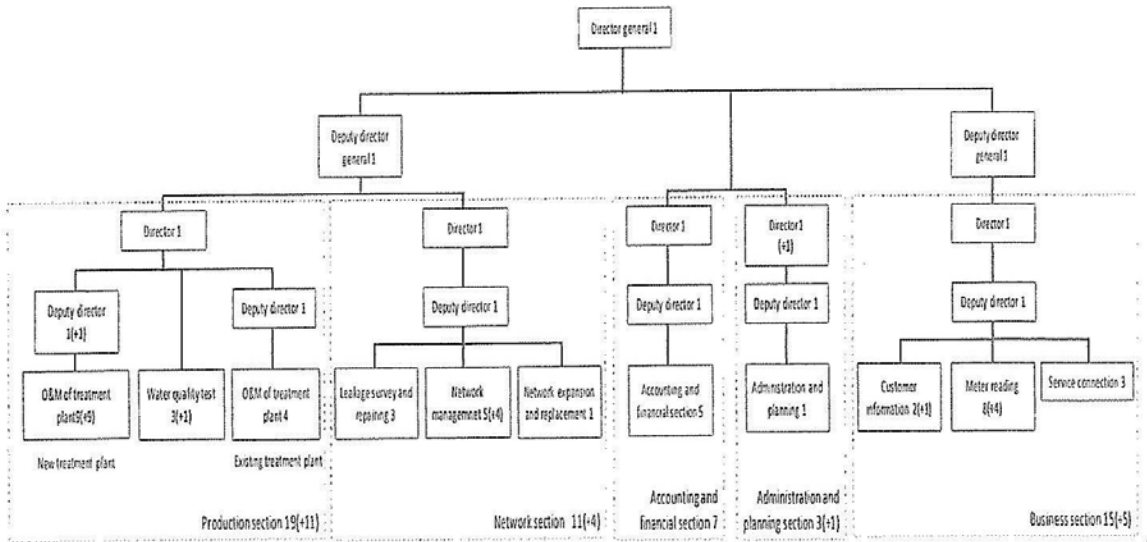 Director general 1
Deputy director
general 1
Deputy director
general 1
Director 1
Director 1
Director 1
Director 1
(+1)
Director 1
Deputy director
1(+1)
Deputy director 1
Deputy director 1
Deputy director 1
Deputy director 1
Deputy director 1
O&M of treatment
plant9(+9)
Water quality test
3(+1)
O&M of treatment
plant 4
Leakage survey and
repairing 3
Network
managmnet 5(+4)
Network expansion
and replacement 1
Accounting and
financial section 5
Administration and
planning 1
Customer
information 2(+1)
Meter reading
8(+4)
Service connection 3
New treatment plant
Existing treatment plant
Production section 19(+11)
Network section 11(+4)
Accounting and
financial section 7
Administration and
planning section 3(+1)
Business section 15(+5)